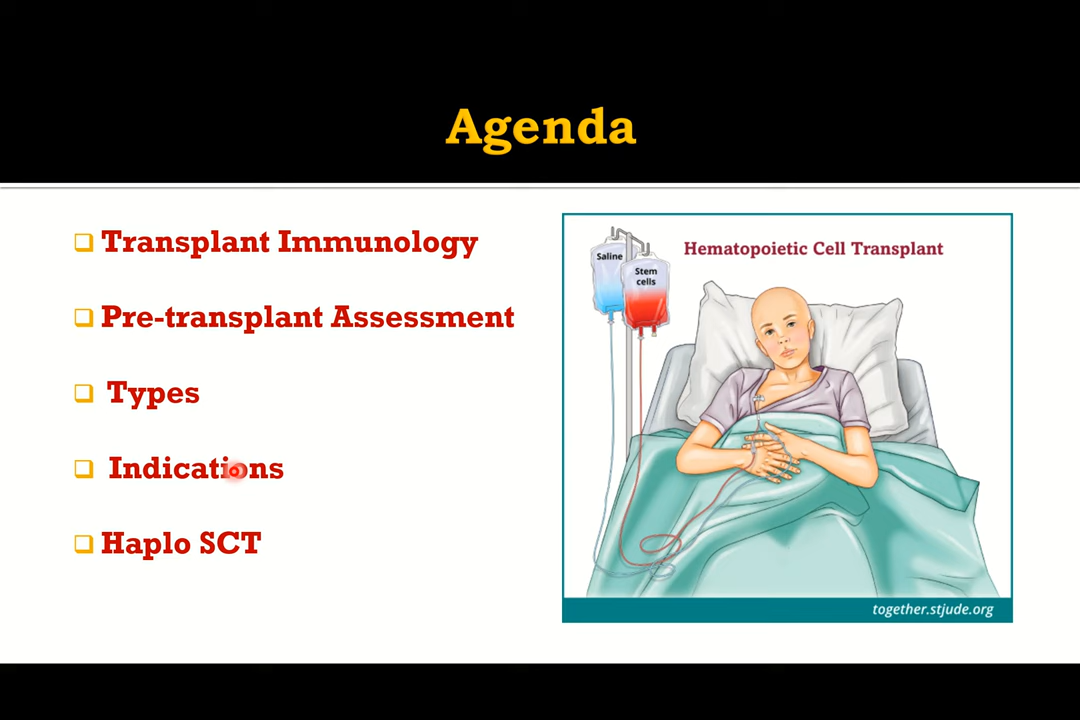 Agenda
Transplant Immunology
Pre-transplant Assessment
Types
Indications
Haplo SCT
Hematopoietic Cell Transplant
Saline
Stem
cells
together.stjude.org